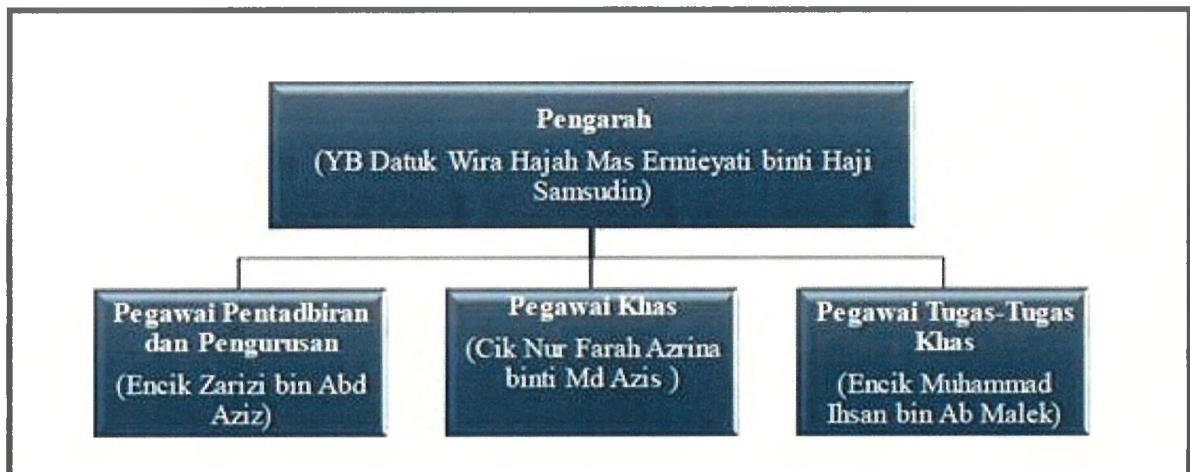 Pengarah
(YB Datuk Wira Hajah Mas Ermieyati binti Haji
Samsudin)
Pegawai Pentadbiran
dan Pengurusan
(Encik Zarizi bin Abd
Aziz)
Pegawai Khas
(Cik Nur Farah Azrina
binti Md Azis )
Pegawai Tugas-Tugas
Khas
(Encik Muhammad
Ihsan bin Ab Malek)